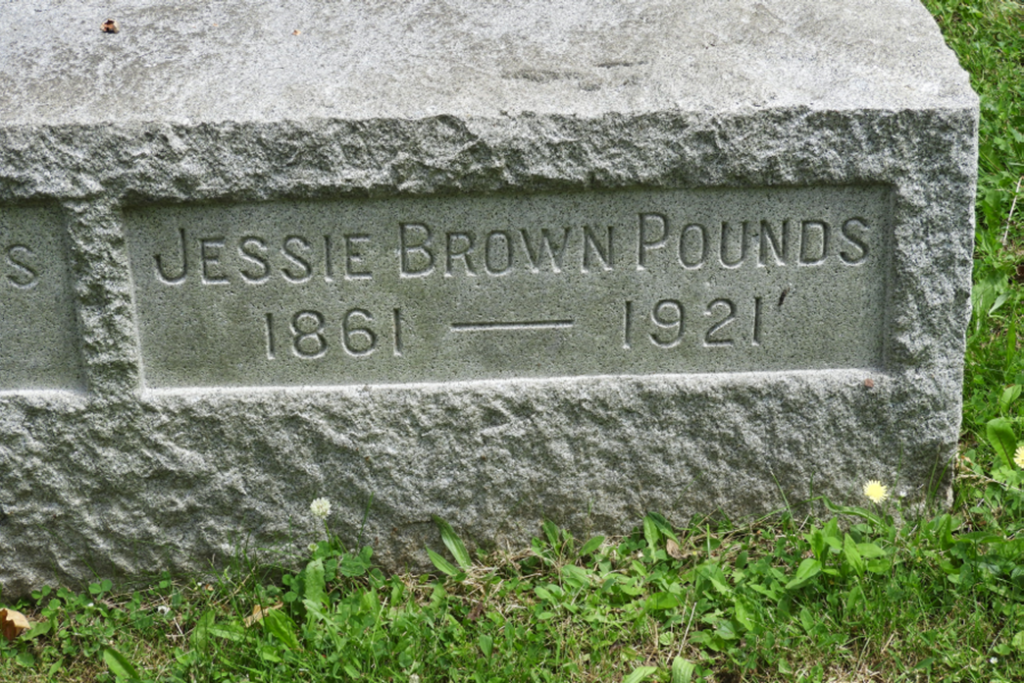 S
JESSIE BROWN POUNDS
1861 — 1921